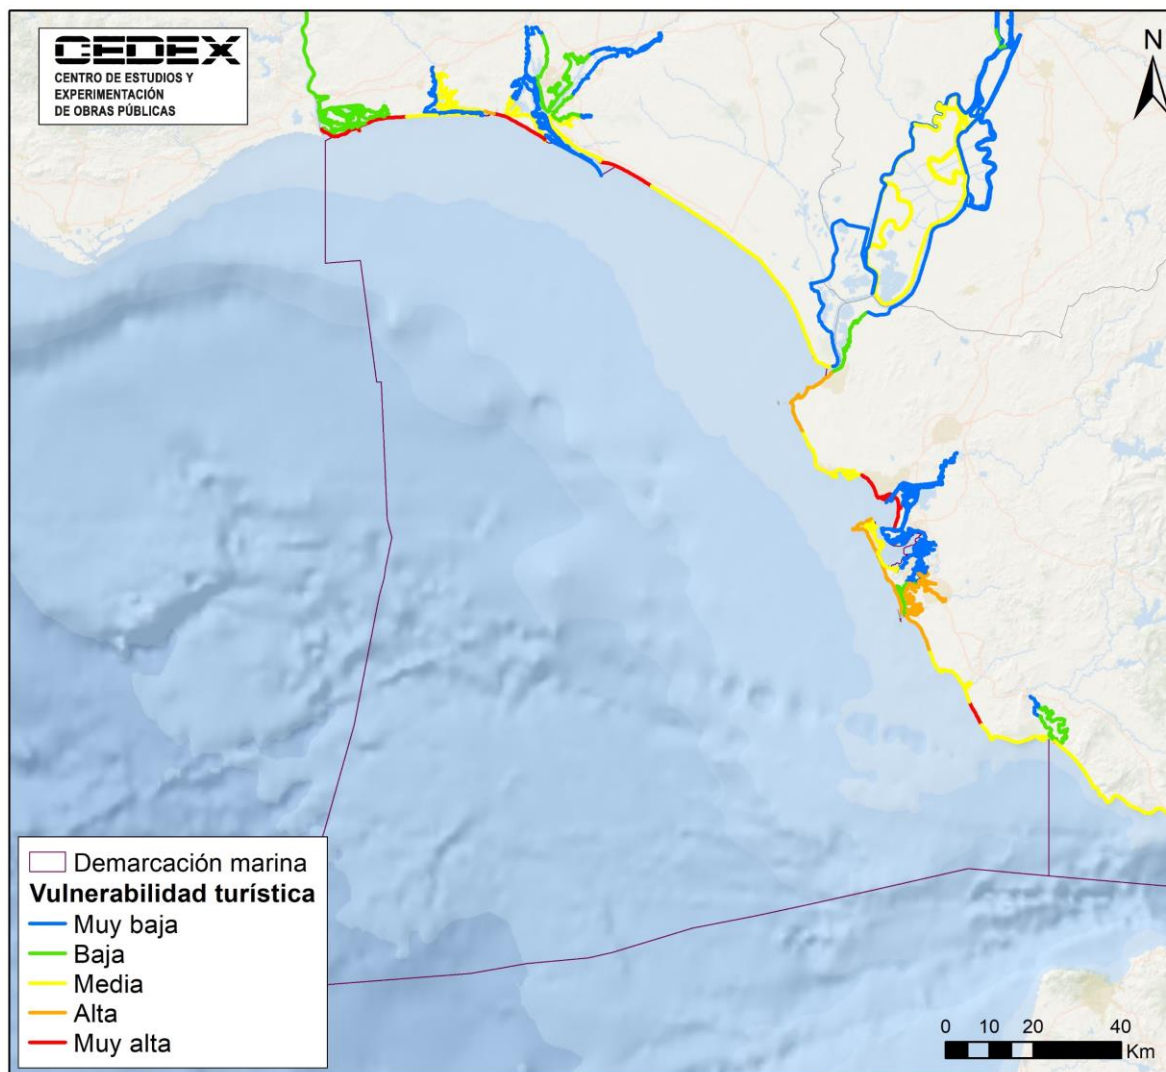 CEDEX
CENTRO DE ESTUDIOS Y
EXPERIMENTACIÓN
DE OBRAS PÚBLICAS
N
Demarcación marina
Vulnerabilidad turística
Muy baja
Baja
Media
Alta
Muy alta
0 10 20 40
Km